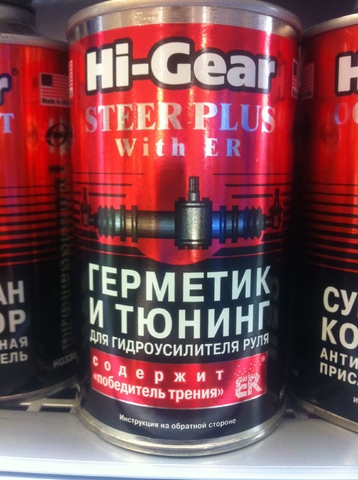 Hi-Gear
STEER PLUS
With ER
ГЕРМЕТИК
И ТЮНИНГ
ДЛЯ ГИДРОУСИЛИТЕЛЯ РУЛЯ
содержит
«победитель трения»
ER
Инструкция на обратной стороне